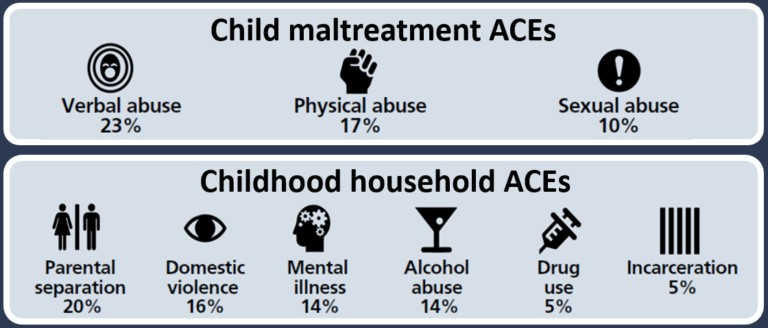 Child maltreatment ACEs
Verbal abuse
23%
Physical abuse
17%
Sexual abuse
10%
Childhood household ACEs
Parental
separation
20%
Domestic
violence
16%
Mental
illness
14%
Alcohol
abuse
14%
Drug
use
5%
Incarceration
5%